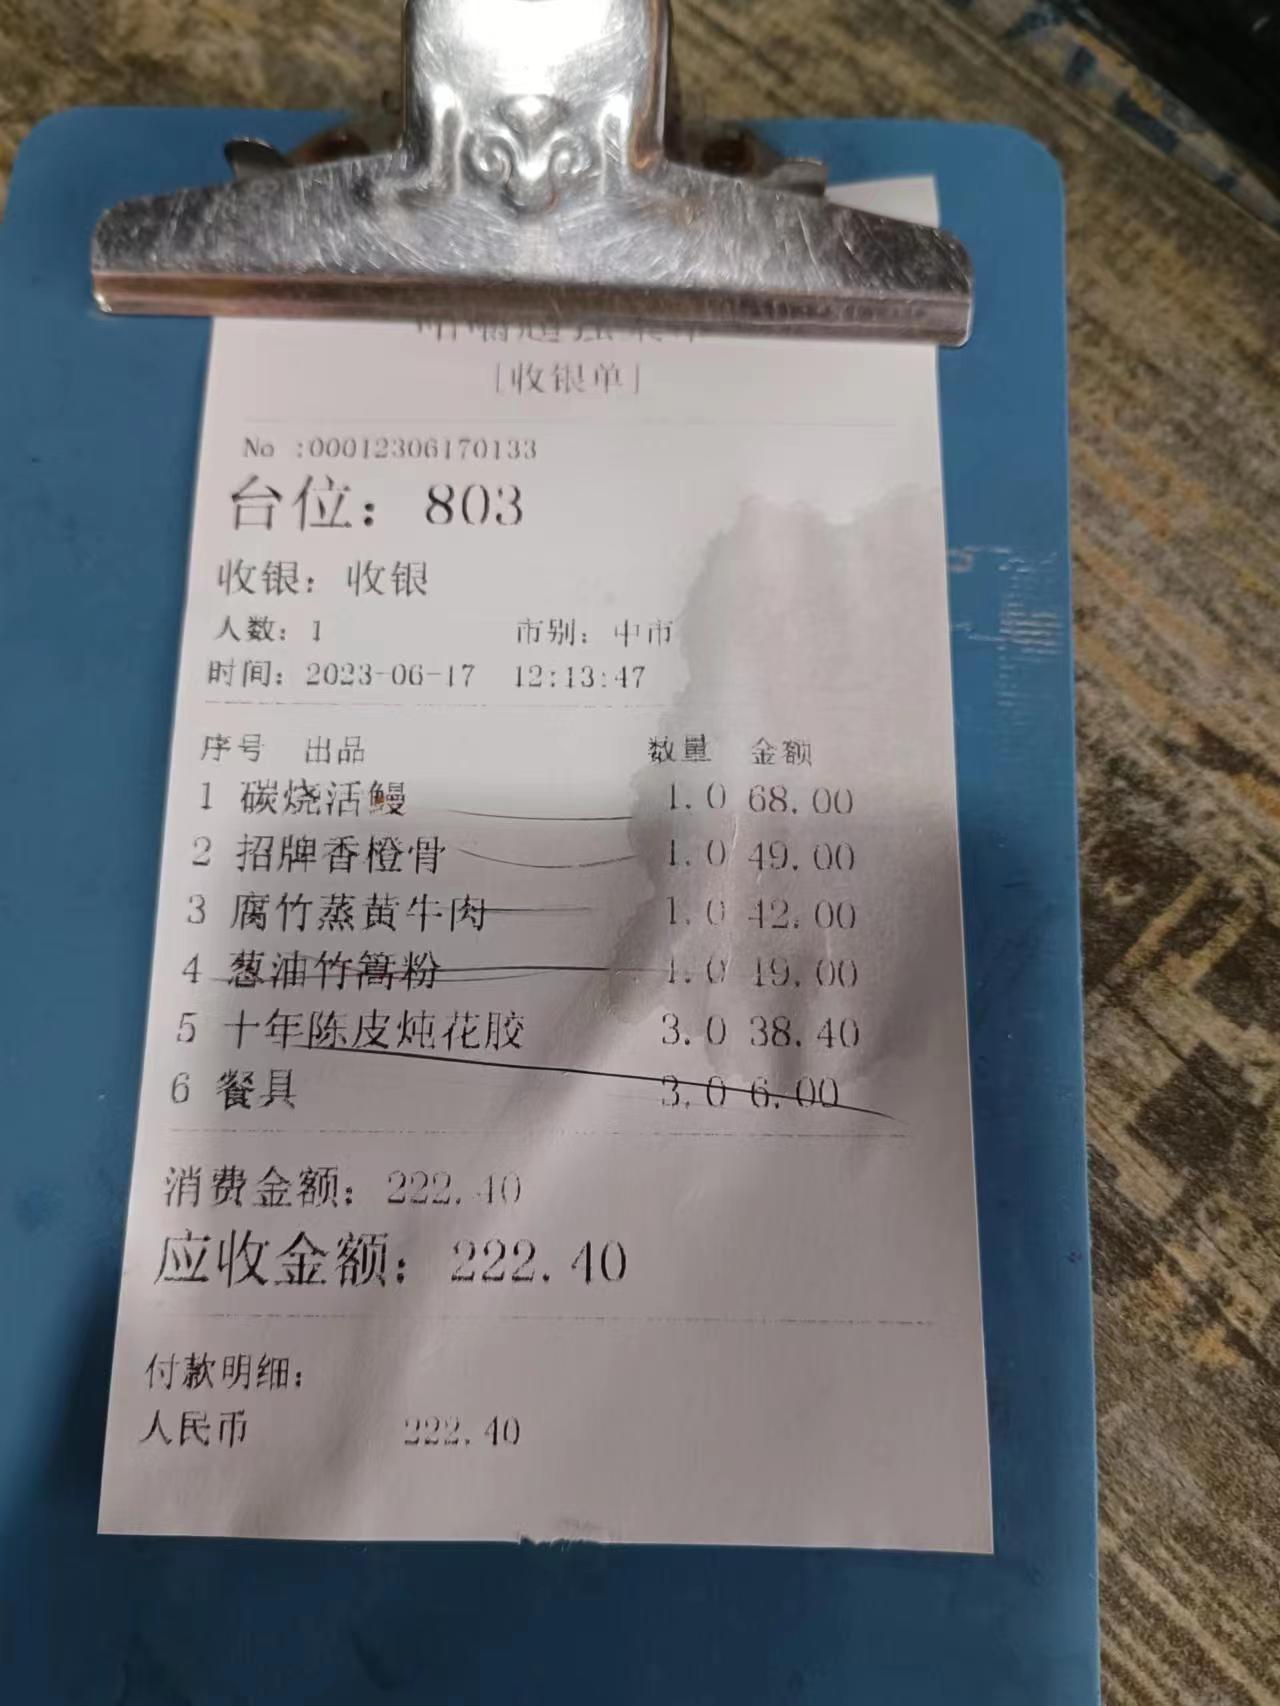 [收银单]
No :00012306170133
台位：803
收银：收银
人数：1 市别：中市
时间：2023-06-17 12:13:47
序号 出品 数量 金额
1 碳烧活鳗 1.0 68.00
2 招牌香橙骨 1.0 49.00
3 腐竹蒸黄牛肉 1.0 42.00
4 葱油竹篙粉 1.0 19.00
5 十年陈皮炖花胶 3.0 38.40
6 餐具 3.0 6.00
消费金额：222.40
应收金额：222.40
付款明细：
人民币 222.40